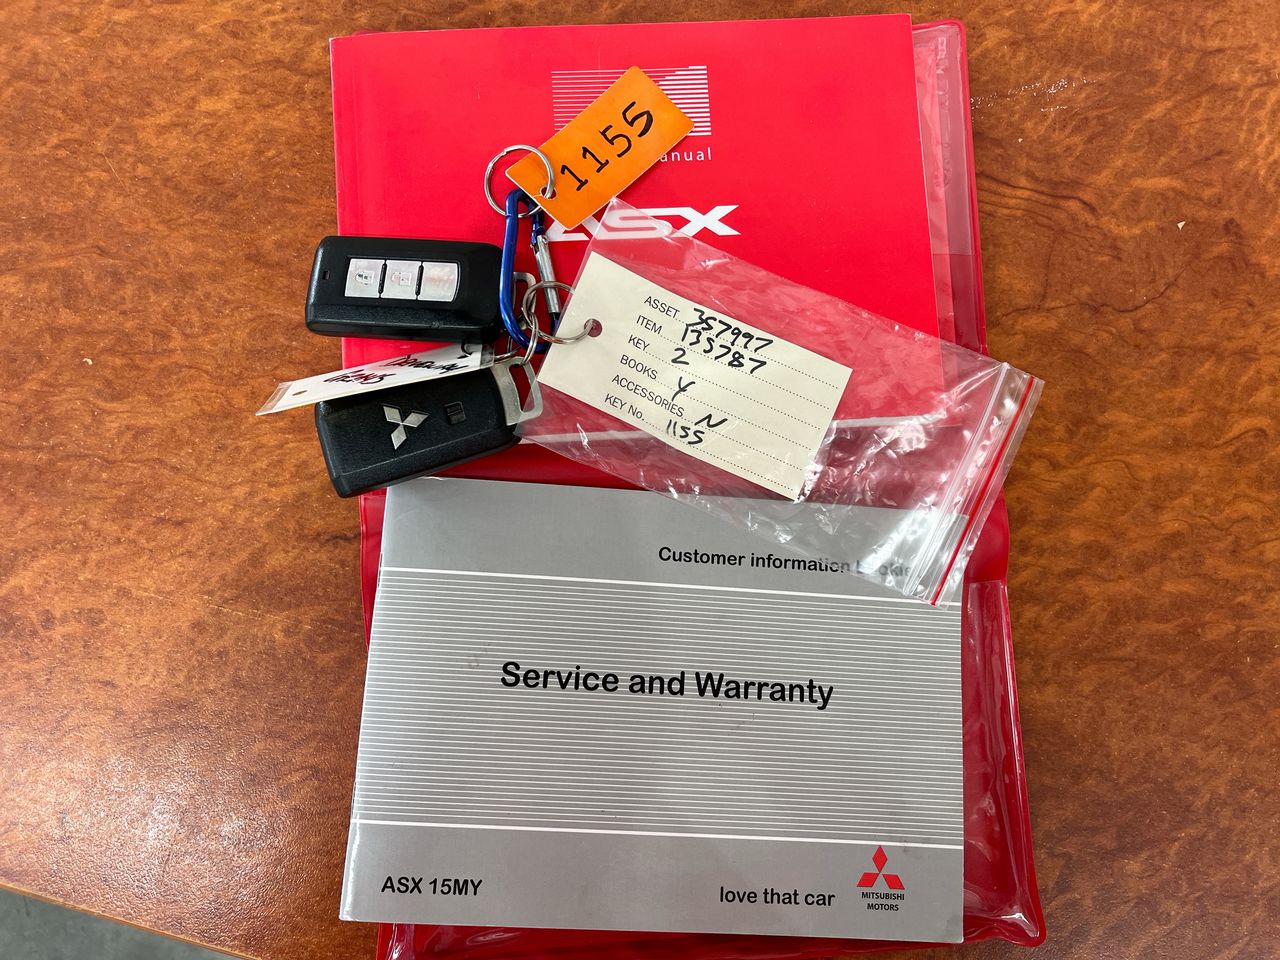 1155
anual
ASX
ASSET 357997
ITEM 135787
KEY 2
BOOKS Y
ACCESSORIES N
KEY No. 1155
Customer information
Service and Warranty
ASX 15MY
love that car
MITSUBISHI
MOTORS